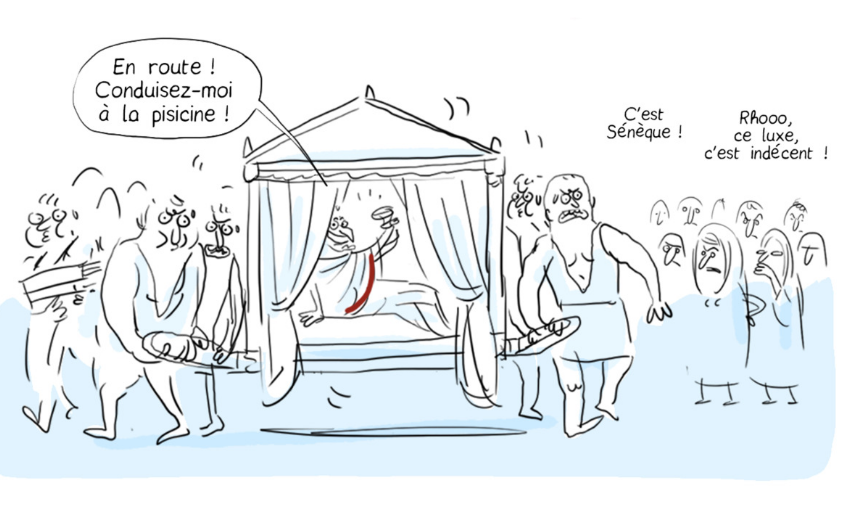 En route !
Conduisez-moi
à la pisicine !
C'est
Sénèque !
Rhooo,
ce luxe,
c'est indécent !